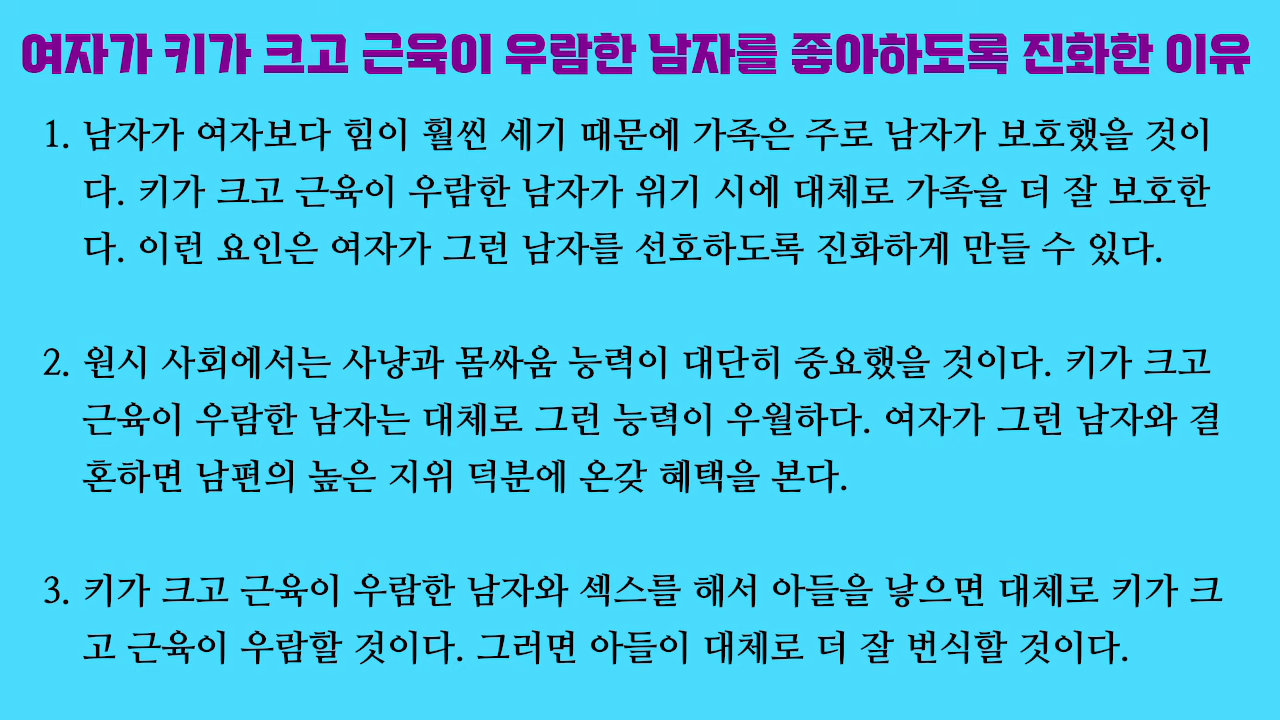 여자가 키가 크고 근육이 우람한 남자를 좋아하도록 진화한 이유
1. 남자가 여자보다 힘이 훨씬 세기 때문에 가족은 주로 남자가 보호했을 것이
다. 키가 크고 근육이 우람한 남자가 위기 시에 대체로 가족을 더 잘 보호한
다. 이런 요인은 여자가 그런 남자를 선호하도록 진화하게 만들 수 있다.
2. 원시 사회에서는 사냥과 몸싸움 능력이 대단히 중요했을 것이다. 키가 크고
근육이 우람한 남자는 대체로 그런 능력이 우월하다. 여자가 그런 남자와 결
혼하면 남편의 높은 지위 덕분에 온갖 혜택을 본다.
3. 키가 크고 근육이 우람한 남자와 섹스를 해서 아들을 낳으면 대체로 키가 크
고 근육이 우람할 것이다. 그러면 아들이 대체로 더 잘 번식할 것이다.